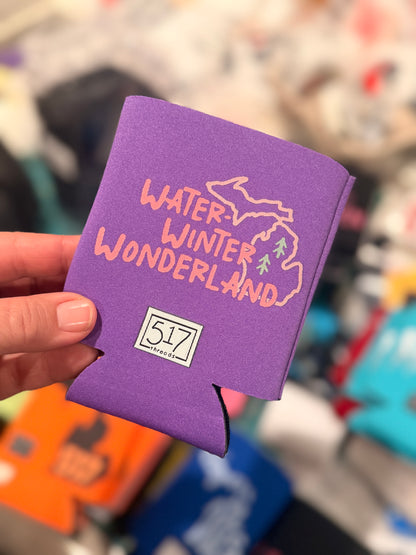 WATER-
WINTER
WONDERLAND
517
threads